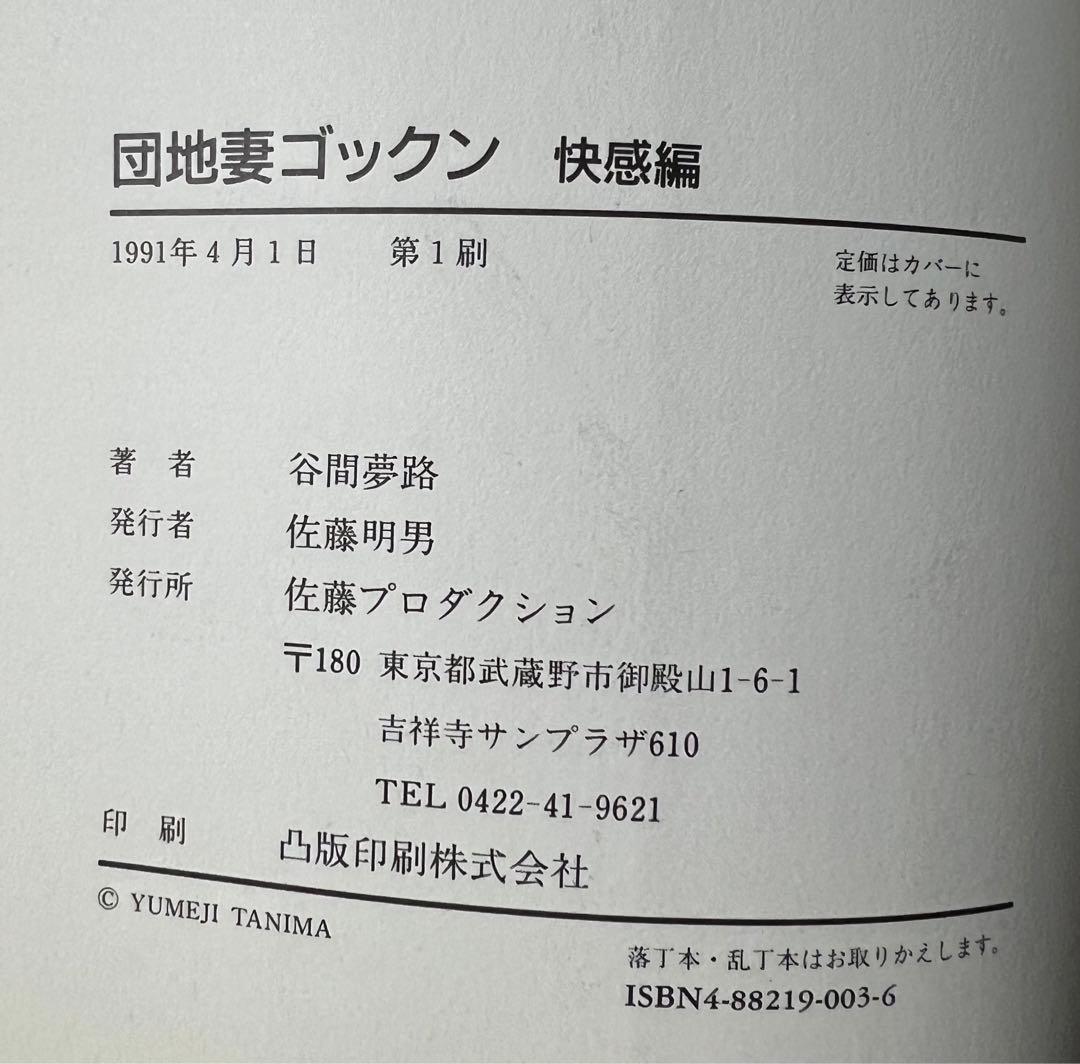 団地妻ゴックン 快感編
1991年4月1日 第1刷
定価はカバーに
表示してあります。
著者 谷間夢路
発行者 佐藤明男
発行所 佐藤プロダクション
〒180 東京都武蔵野市御殿山1-6-1
吉祥寺サンプラザ610
TEL 0422-41-9621
印刷 凸版印刷株式会社
© YUMEJI TANIMA
落丁本・乱丁本はお取りかえします。
ISBN4-88219-003-6